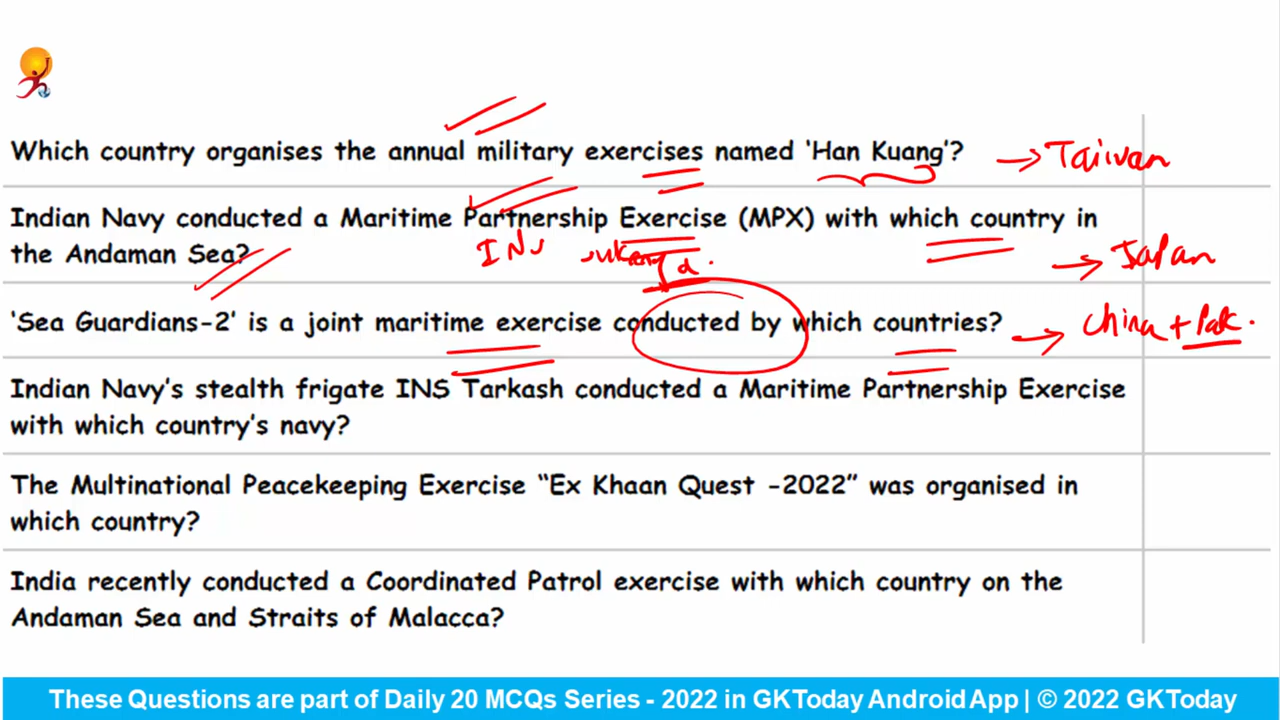 Which country organises the annual military exercises named ‘Han Kuang’? → Taiwan
Indian Navy conducted a Maritime Partnership Exercise (MPX) with which country in
the Andaman Sea? INS → Japan
‘Sea Guardians-2’ is a joint maritime exercise conducted by which countries? → China + Pak.
Indian Navy’s stealth frigate INS Tarkash conducted a Maritime Partnership Exercise
with which country’s navy?
The Multinational Peacekeeping Exercise “Ex Khaan Quest -2022” was organised in
which country?
India recently conducted a Coordinated Patrol exercise with which country on the
Andaman Sea and Straits of Malacca?
These Questions are part of Daily 20 MCQs Series - 2022 in GKToday Android App | © 2022 GKToday